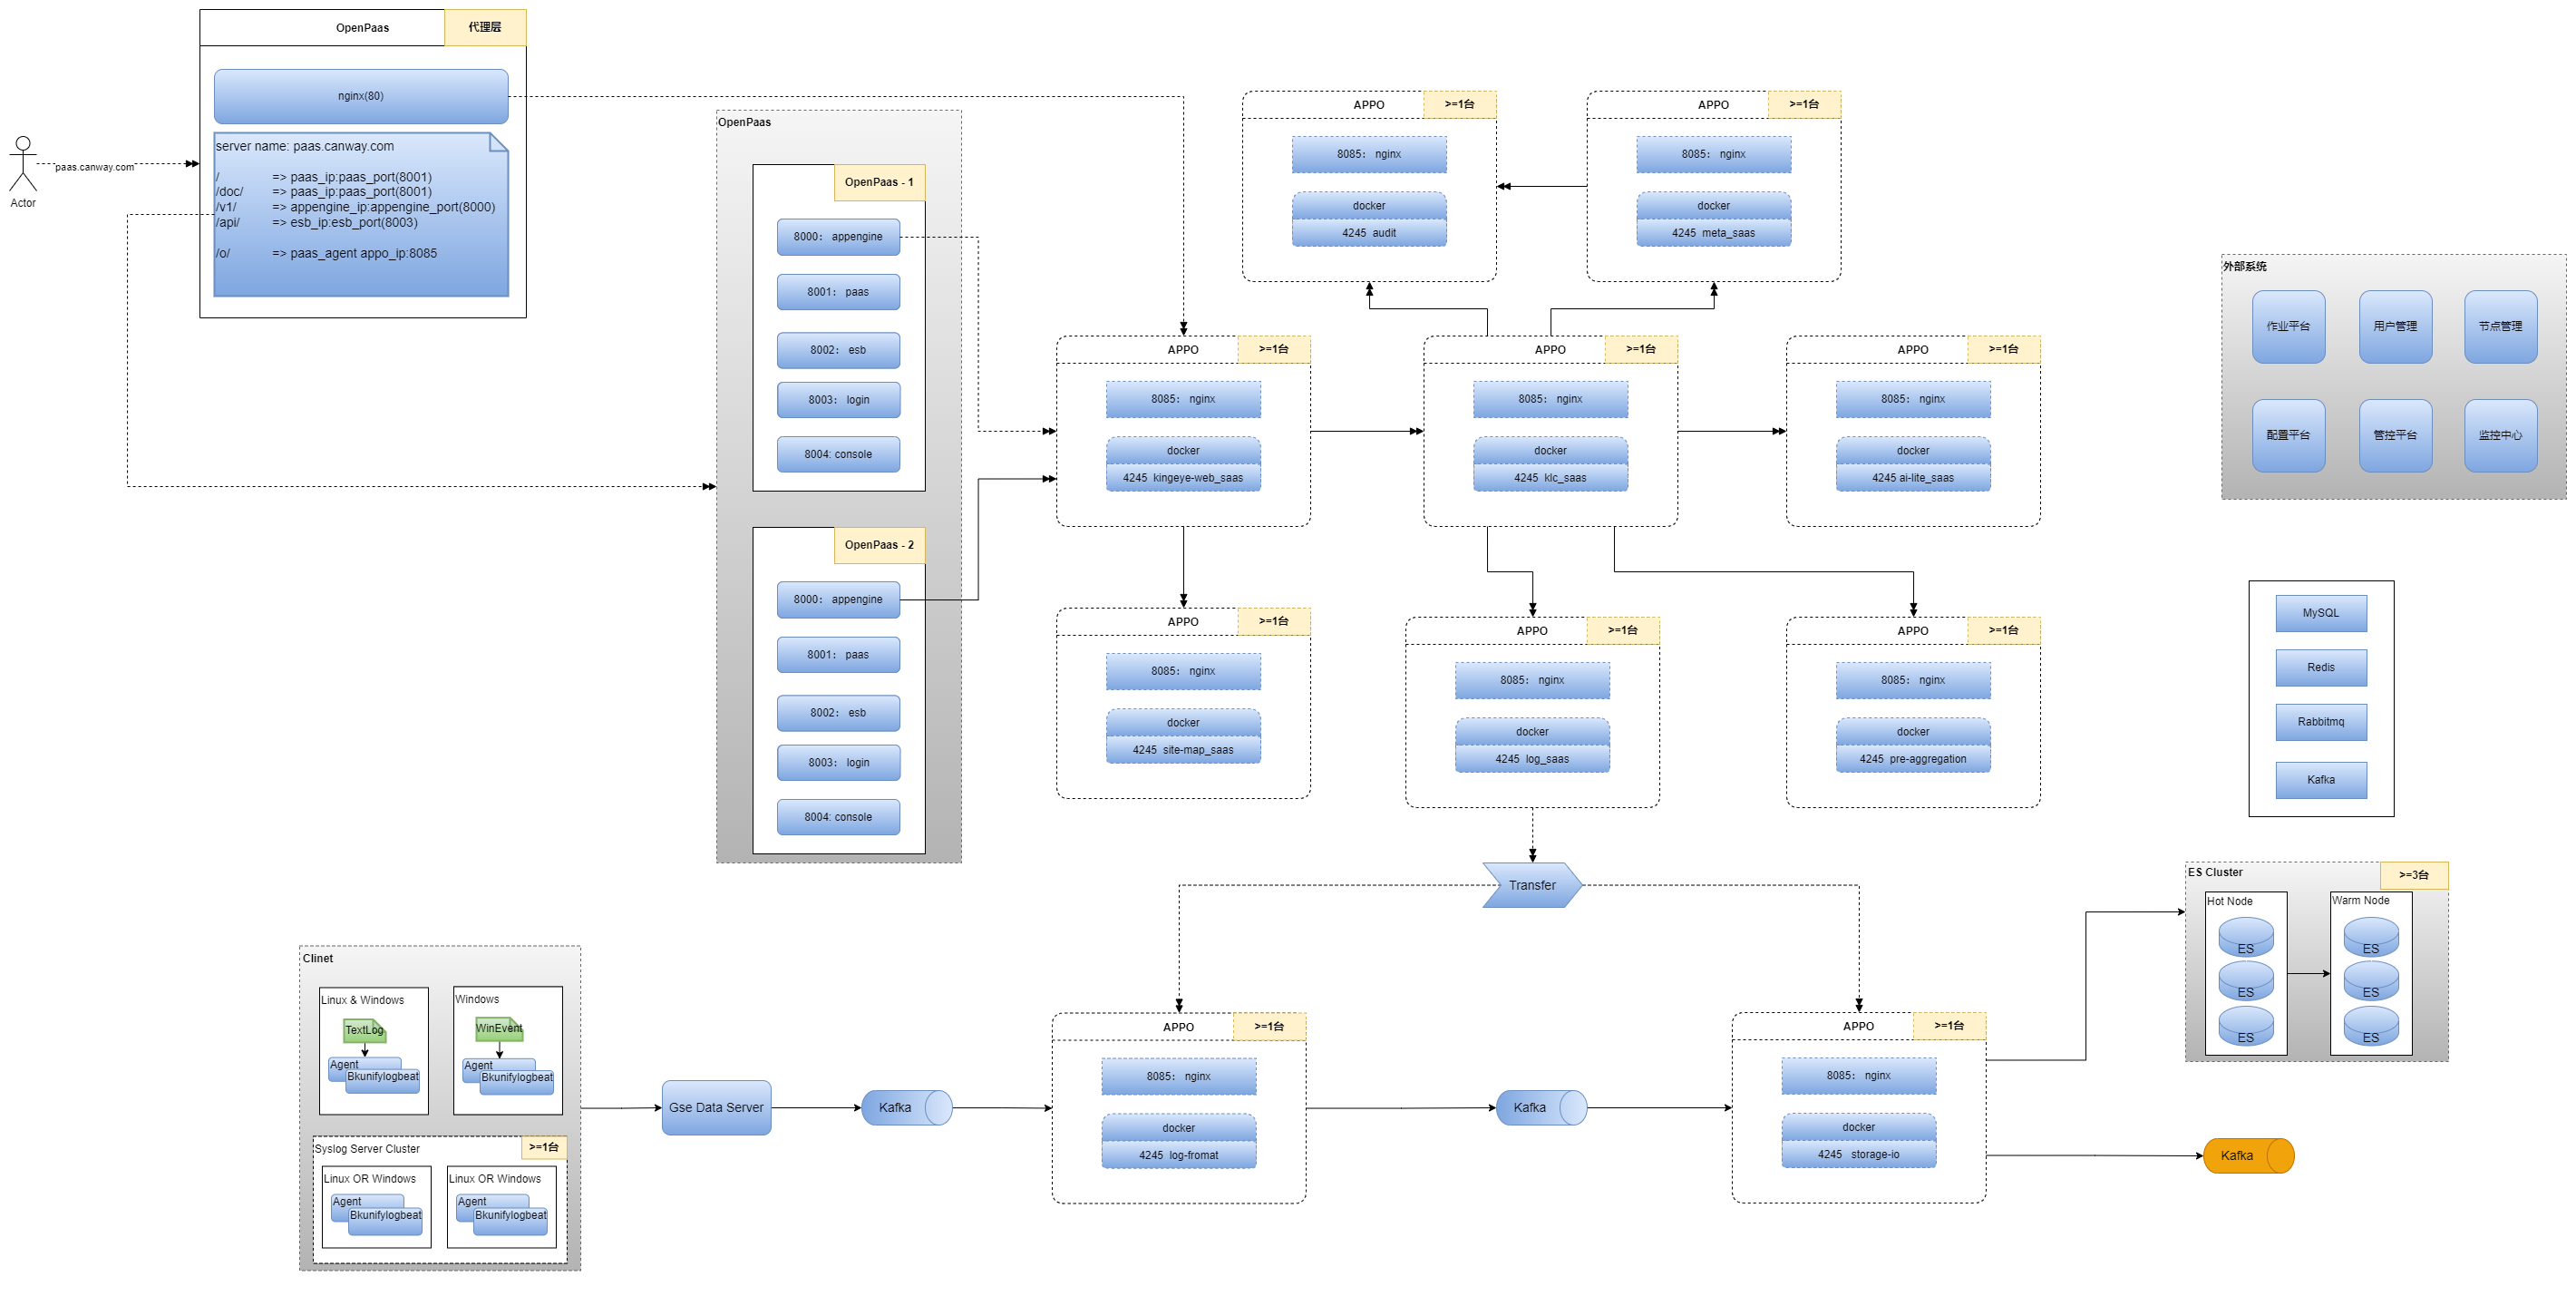 OpenPaas
代理层
nginx(80)
server name: paas.canway.com
/ => paas_ip:paas_port(8001)
/doc/ => paas_ip:paas_port(8001)
/v1/ => appengine_ip:appengine_port(8000)
/api/ => esb_ip:esb_port(8003)
/o/ => paas_agent appo_ip:8085
Actor
paas.canway.com
OpenPaas
OpenPaas - 1
8000： appengine
8001： paas
8002： esb
8003： login
8004: console
OpenPaas - 2
8000： appengine
8001： paas
8002： esb
8003： login
8004: console
APPO
>=1台
8085： nginx
docker
4245 audit
APPO
>=1台
8085： nginx
docker
4245 meta_saas
APPO
>=1台
8085： nginx
docker
4245 kingeye-web_saas
APPO
>=1台
8085： nginx
docker
4245 klc_saas
APPO
>=1台
8085： nginx
docker
4245 ai-lite_saas
APPO
>=1台
8085： nginx
docker
4245 site-map_saas
APPO
>=1台
8085： nginx
docker
4245 log_saas
APPO
>=1台
8085： nginx
docker
4245 pre-aggregation
外部系统
作业平台
用户管理
节点管理
配置平台
管控平台
监控中心
MySQL
Redis
Rabbitmq
Kafka
Transfer
ES Cluster
>=3台
Hot Node
ES
ES
ES
Warm Node
ES
ES
ES
Clinet
Linux & Windows
TextLog
Agent
Bkunifylogbeat
Windows
WinEvent
Agent
Bkunifylogbeat
Syslog Server Cluster
>=1台
Linux OR Windows
Agent
Bkunifylogbeat
Linux OR Windows
Agent
Bkunifylogbeat
Gse Data Server
Kafka
APPO
>=1台
8085： nginx
docker
4245 log-fromat
Kafka
APPO
>=1台
8085： nginx
docker
4245 storage-io
Kafka